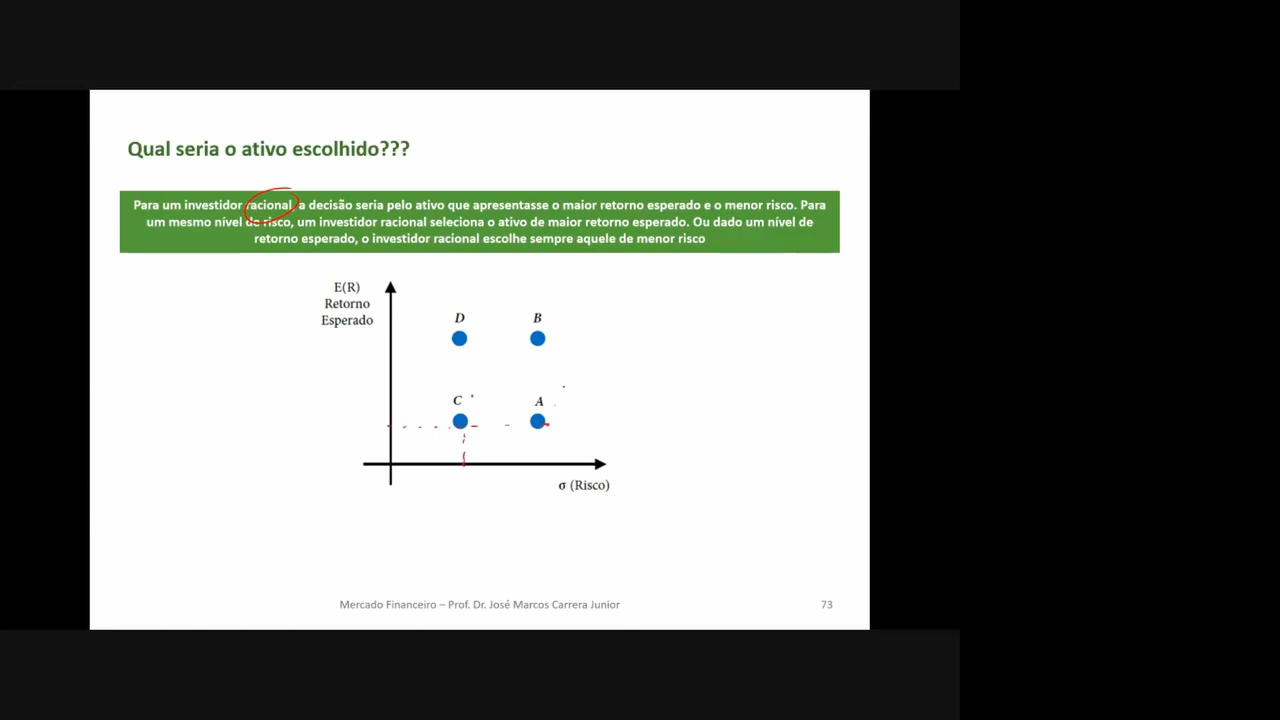 Qual seria o ativo escolhido???
Para um investidor racional a decisão seria pelo ativo que apresentasse o maior retorno esperado e o menor risco. Para
um mesmo nível de risco, um investidor racional seleciona o ativo de maior retorno esperado. Ou dado um nível de
retorno esperado, o investidor racional escolhe sempre aquele de menor risco
E(R)
Retorno
Esperado
D
B
C
A
σ (Risco)
Mercado Financeiro – Prof. Dr. José Marcos Carrera Junior
73